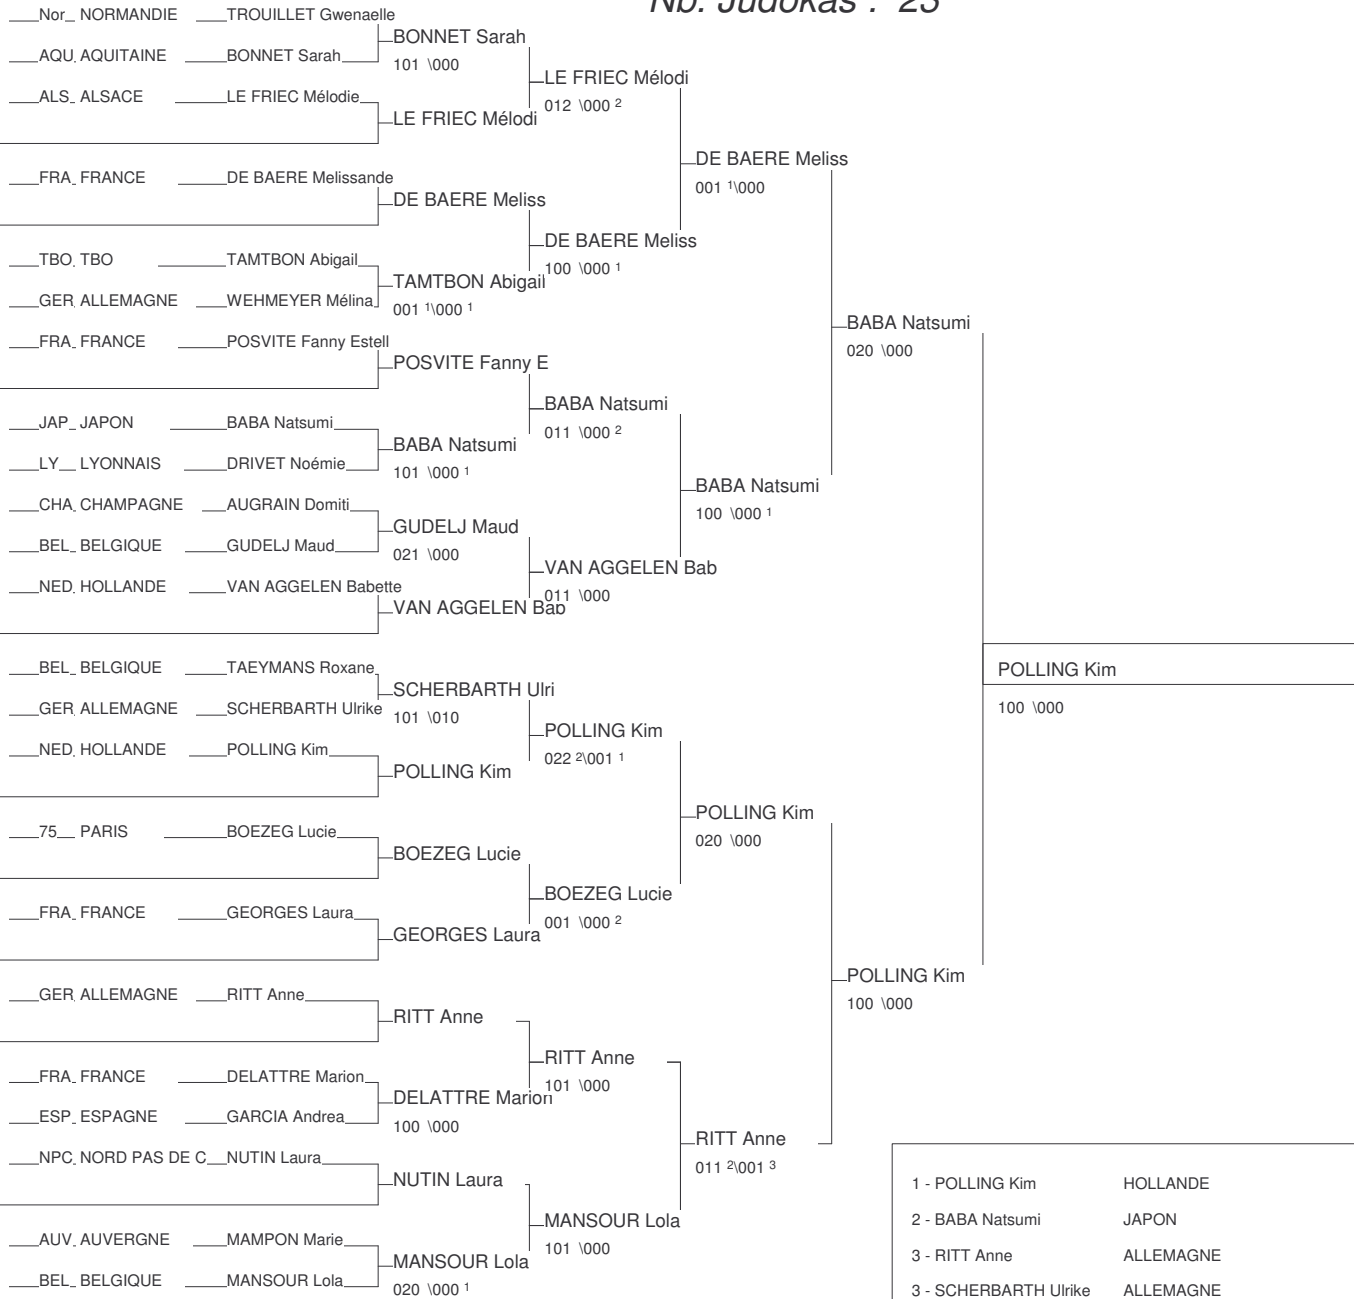 Nb. Judokas : 23
Nor NORMANDIE TROUILLET Gwenaelle
BONNET Sarah
AQU AQUITAINE BONNET Sarah
101 \000
LE FRIEC Mélodi
ALS ALSACE LE FRIEC Mélodie
012 \000 2
LE FRIEC Mélodi
DE BAERE Meliss
FRA FRANCE DE BAERE Melissande
001 1\000
DE BAERE Meliss
DE BAERE Meliss
TBO TBO TAMTBON Abigail
100 \000 1
TAMTBON Abigail
GER ALLEMAGNE WEHMEYER Mélina
001 1\000 1
BABA Natsumi
FRA FRANCE POSVITE Fanny Estell
020 \000
POSVITE Fanny E
BABA Natsumi
JAP JAPON BABA Natsumi
011 \000 2
BABA Natsumi
LY LYONNAIS DRIVET Noémie
101 \000 1
BABA Natsumi
CHA CHAMPAGNE AUGRAIN Domiti
100 \000 1
GUDELJ Maud
BEL BELGIQUE GUDELJ Maud
021 \000
VAN AGGELEN Bab
NED HOLLANDE VAN AGGELEN Babette
011 \000
VAN AGGELEN Bab
BEL BELGIQUE TAEYMANS Roxane
POLLING Kim
SCHERBARTH Ulri
GER ALLEMAGNE SCHERBARTH Ulrike
100 \000
101 \010
POLLING Kim
NED HOLLANDE POLLING Kim
022 2\001 1
POLLING Kim
POLLING Kim
75 PARIS BOEZEG Lucie
020 \000
BOEZEG Lucie
BOEZEG Lucie
FRA FRANCE GEORGES Laura
001 \000 2
GEORGES Laura
POLLING Kim
GER ALLEMAGNE RITT Anne
100 \000
RITT Anne
RITT Anne
FRA FRANCE DELATTRE Marion
101 \000
DELATTRE Marion
ESP ESPAGNE GARCIA Andrea
100 \000
RITT Anne
NPC NORD PAS DE C NUTIN Laura
011 2\001 3
NUTIN Laura
MANSOUR Lola
AUV AUVERGNE MAMPON Marie
101 \000
MANSOUR Lola
BEL BELGIQUE MANSOUR Lola
020 \000 1
1 - POLLING Kim HOLLANDE
2 - BABA Natsumi JAPON
3 - RITT Anne ALLEMAGNE
3 - SCHERBARTH Ulrike ALLEMAGNE